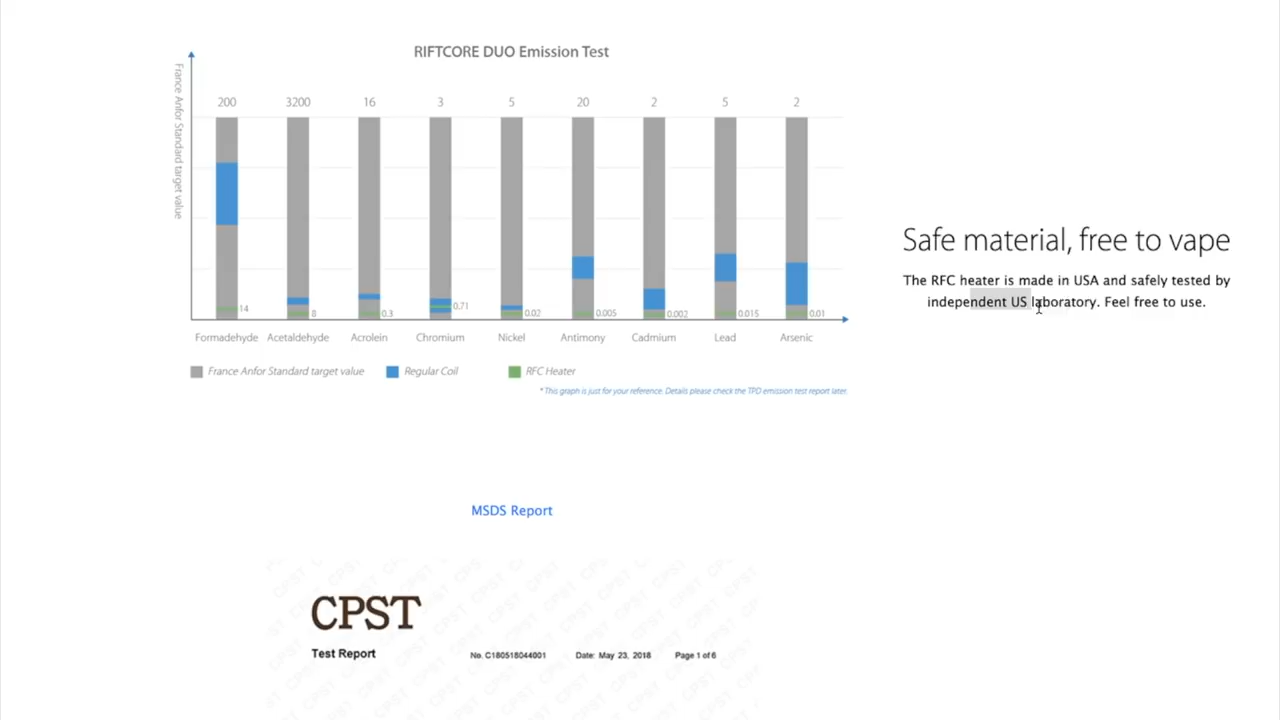 RIFTCORE DUO Emission Test
France Anfor Standard target value
200 3200 16 3 5 20 2 5 2
14 8 0.3 0.71 0.02 0.005 0.002 0.015 0.01
Formadehyde Acetaldehyde Acrolein Chromium Nickel Antimony Cadmium Lead Arsenic
France Anfor Standard target value Regular Coil RFC Heater
* This graph is just for your reference. Details please check the TPD emission test report later.
Safe material, free to vape
The RFC heater is made in USA and safely tested by
independent US laboratory. Feel free to use.
MSDS Report
CPST
Test Report No. C180518044001 Date: May 23, 2018 Page 1 of 6